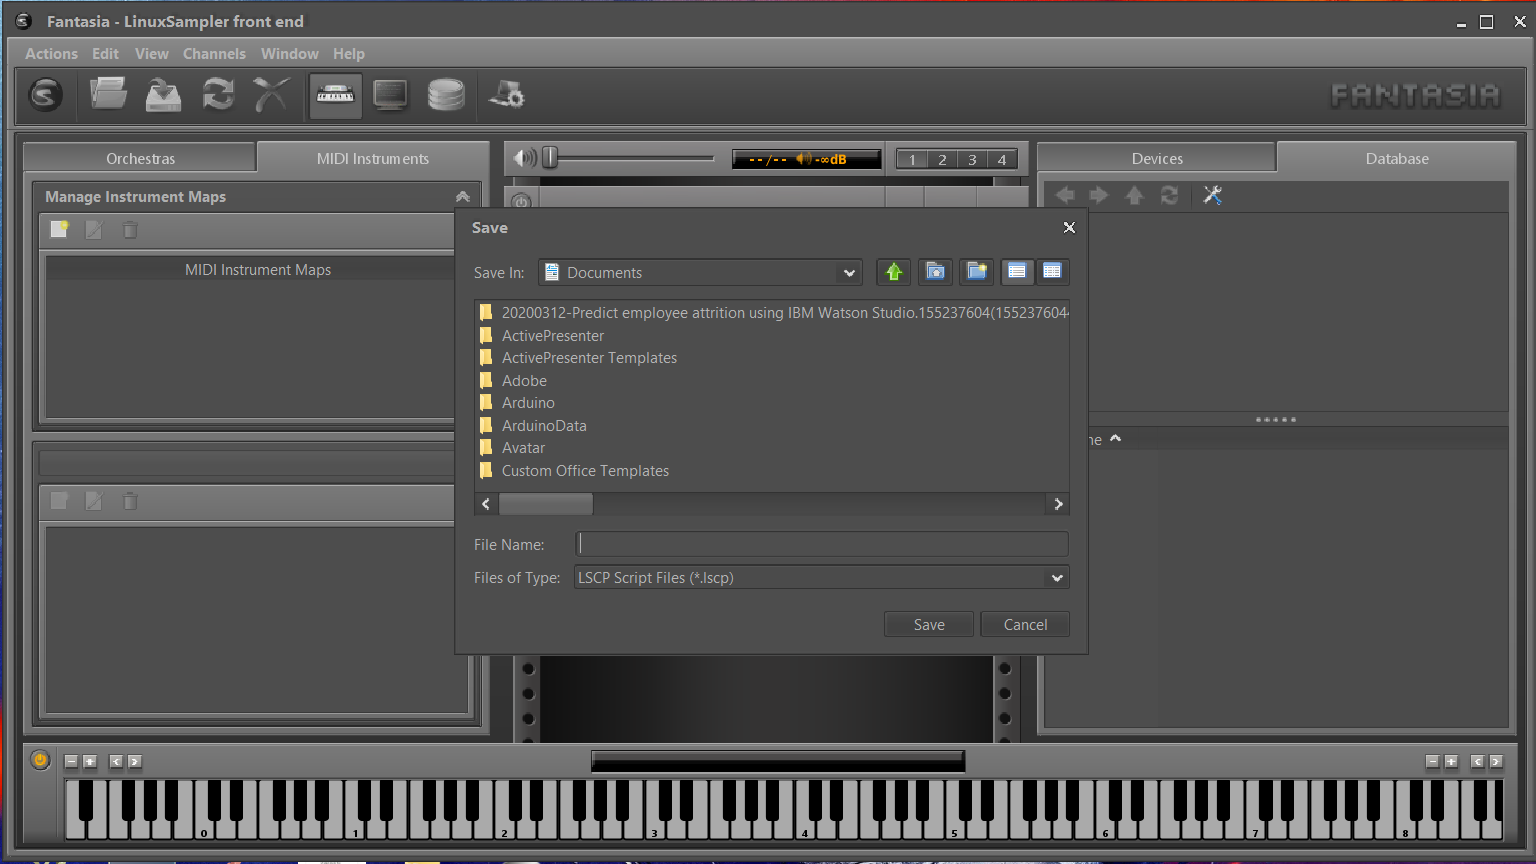 Fantasia - LinuxSampler front end
Actions Edit View Channels Window Help
FANTASIA
Orchestras MIDI Instruments
--/-- -∞dB
1 2 3 4
Devices Database
Manage Instrument Maps
MIDI Instrument Maps
Save
Save In: Documents
20200312-Predict employee attrition using IBM Watson Studio.155237604(155237604
ActivePresenter
ActivePresenter Templates
Adobe
Arduino
ArduinoData
Avatar
Custom Office Templates
ne
File Name:
Files of Type: LSCP Script Files (*.lscp)
Save Cancel
0 1 2 3 4 5 6 7 8